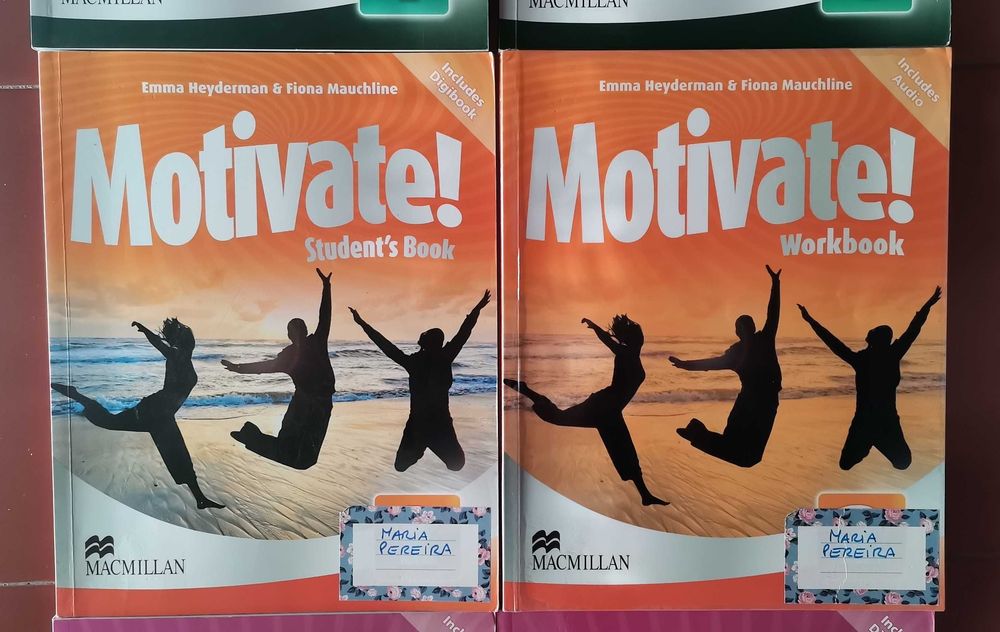 MACMILLAN
MACMILLAN
Emma Heyderman & Fiona Mauchline
Includes
Digibook
Motivate!
Student's Book
MACMILLAN
MARIA
PEREIRA
Emma Heyderman & Fiona Mauchline
Includes
Audio
Motivate!
Workbook
MACMILLAN
MARIA
PEREIRA